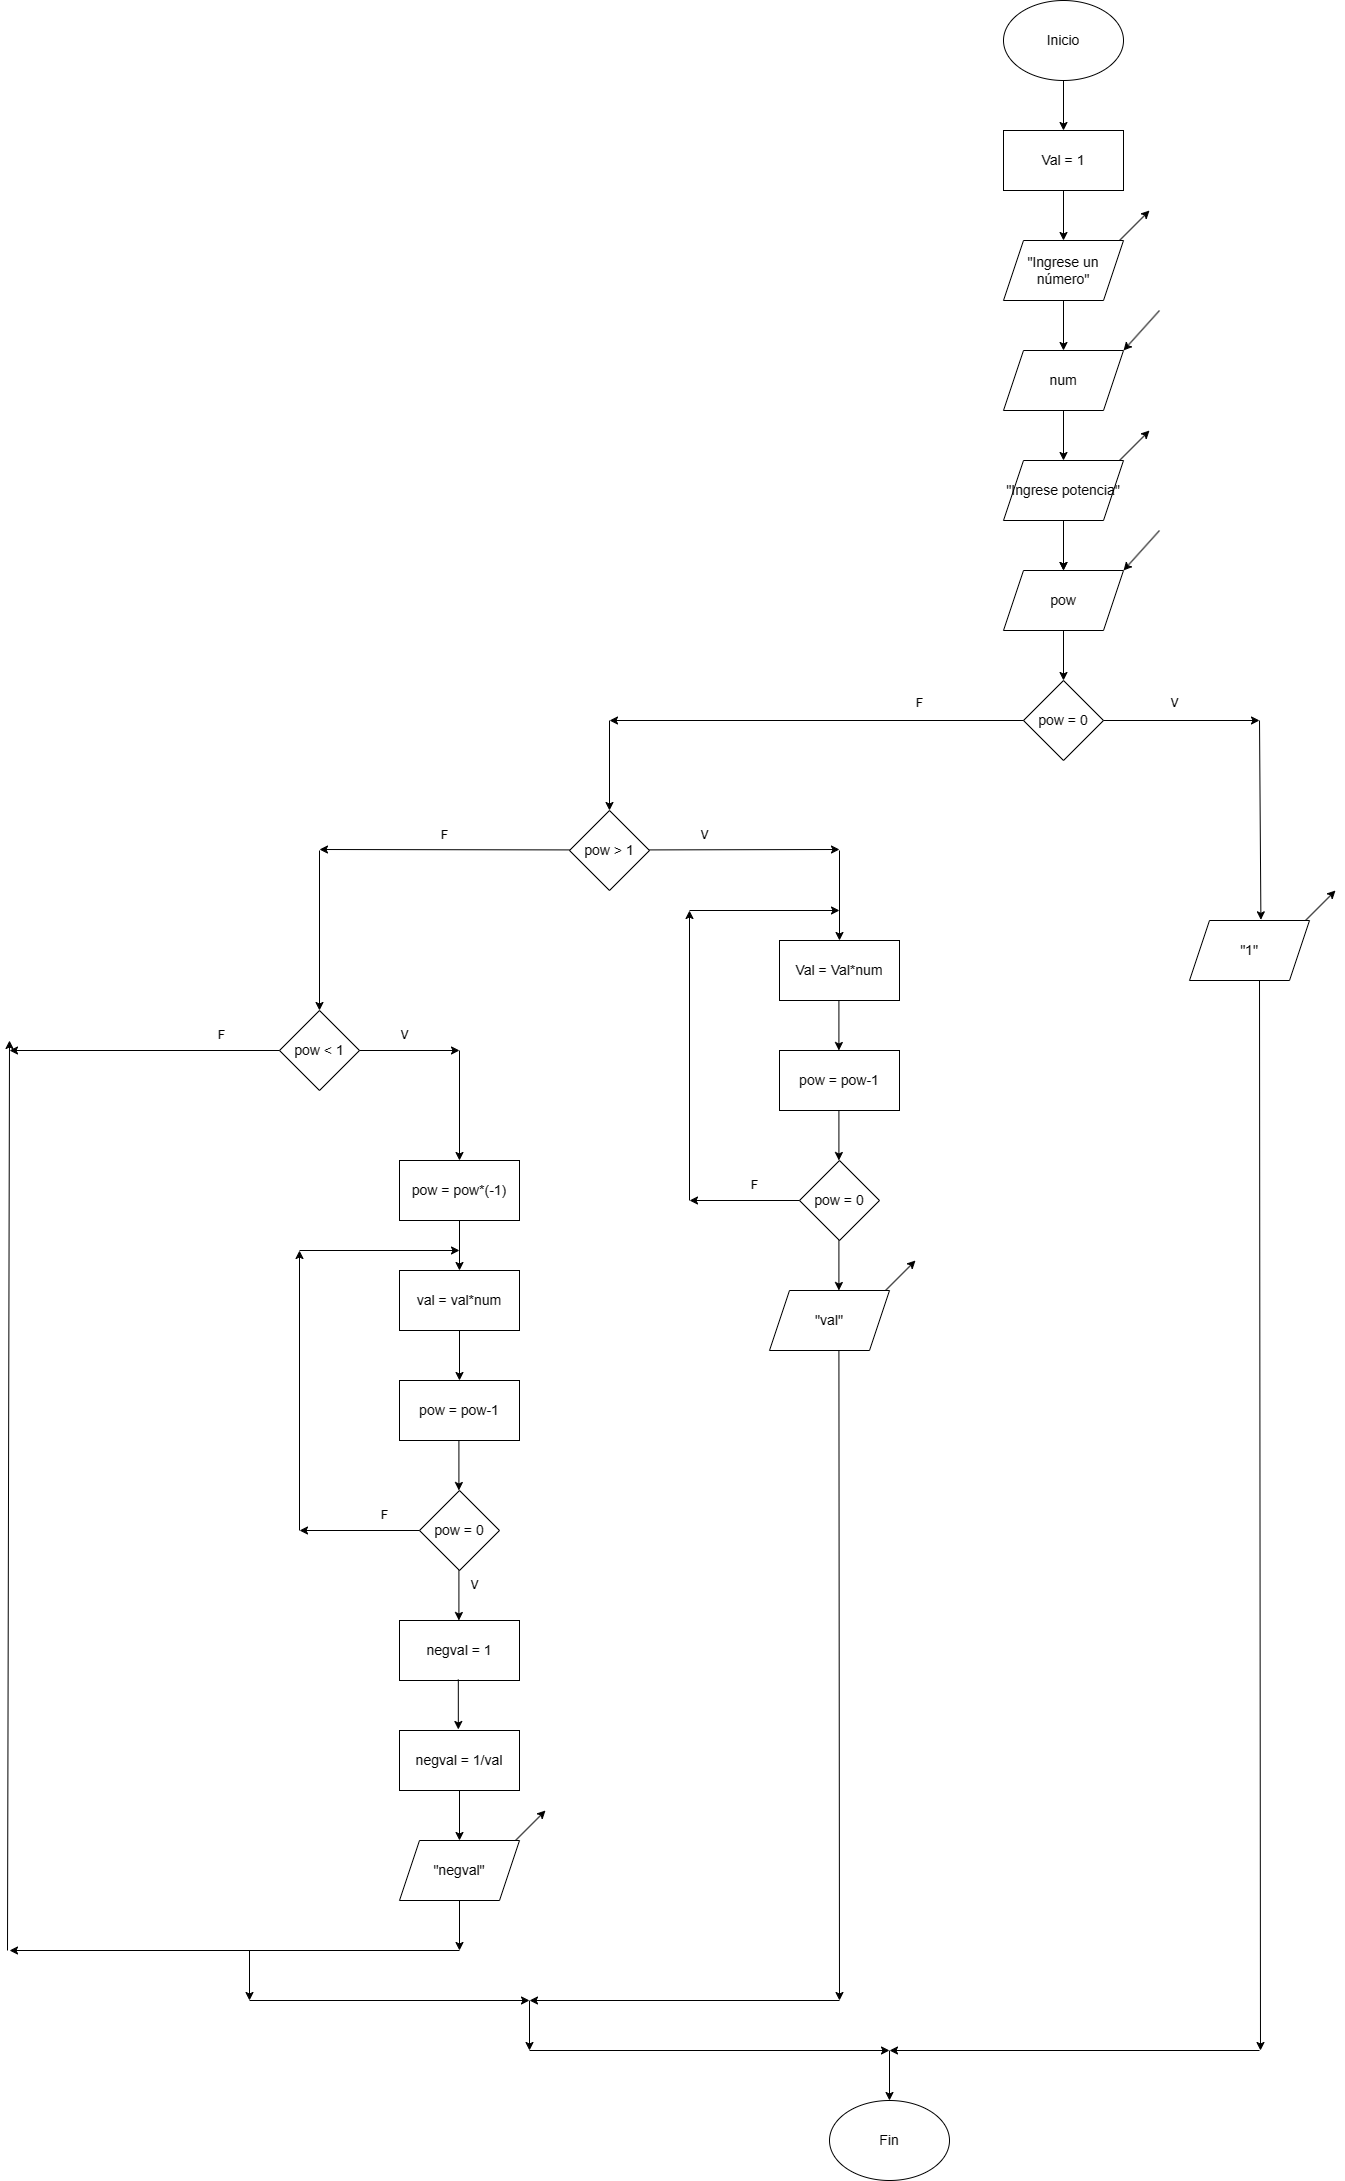 Inicio
Val = 1
"Ingrese un
número"
num
"Ingrese potencia"
pow
F
V
pow = 0
F
V
pow > 1
"1"
Val = Val*num
F
V
pow < 1
pow = pow-1
pow = pow*(-1)
F
pow = 0
val = val*num
"val"
pow = pow-1
F
pow = 0
V
negval = 1
negval = 1/val
"negval"
Fin